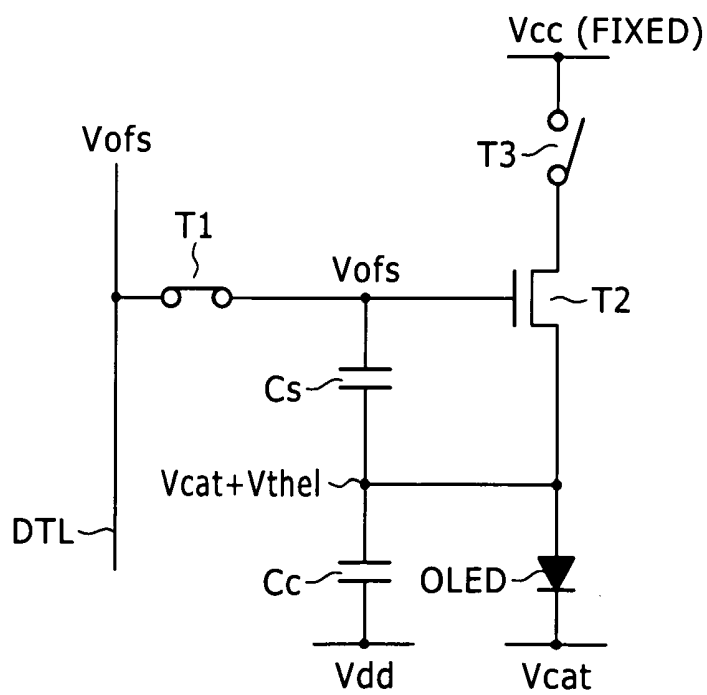 Vcc (FIXED)
Vofs
T3
T1
Vofs
T2
Cs
Vcat+Vthel
DTL
Cc
OLED
Vdd
Vcat